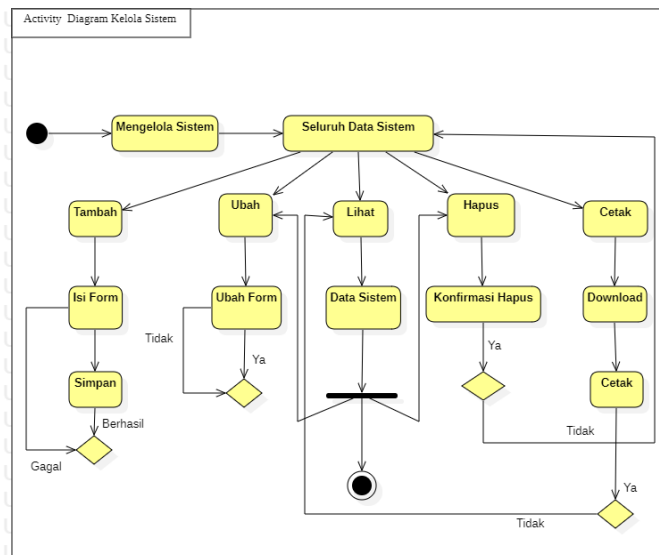 Activity Diagram Kelola Sistem
Mengelola Sistem
Seluruh Data Sistem
Tambah
Ubah
Lihat
Hapus
Cetak
Isi Form
Ubah Form
Data Sistem
Konfirmasi Hapus
Download
Tidak
Ya
Ya
Simpan
Cetak
Berhasil
Tidak
Gagal
Ya
Tidak